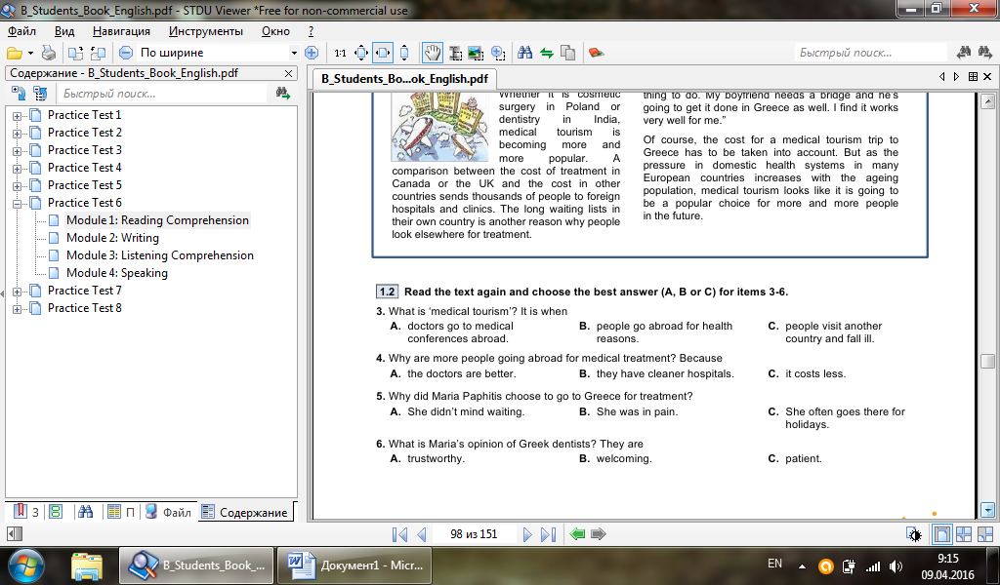 B_Students_Book_English.pdf - STDU Viewer *Free for non-commercial use
Файл Вид Навигация Инструменты Окно ?
По ширине 1:1 Быстрый поиск...
Содержание - B_Students_Book_English.pdf
B_Students_Bo...ok_English.pdf
Быстрый поиск...
Practice Test 1
Practice Test 2
Practice Test 3
Practice Test 4
Practice Test 5
Practice Test 6
Module 1: Reading Comprehension
Module 2: Writing
Module 3: Listening Comprehension
Module 4: Speaking
Practice Test 7
Practice Test 8
З П Файл Содержание
Whether it is cosmetic
surgery in Poland or
dentistry in India,
medical tourism is
becoming more and
more popular. A
comparison between the cost of treatment in
Canada or the UK and the cost in other
countries sends thousands of people to foreign
hospitals and clinics. The long waiting lists in
their own country is another reason why people
look elsewhere for treatment.
thing to do. My boyfriend needs a bridge and he's
going to get it done in Greece as well. I find it works
very well for me.”
Of course, the cost for a medical tourism trip to
Greece has to be taken into account. But as the
pressure in domestic health systems in many
European countries increases with the ageing
population, medical tourism looks like it is going to
be a popular choice for more and more people
in the future.
1.2 Read the text again and choose the best answer (A, B or C) for items 3-6.
3. What is ‘medical tourism’? It is when
A. doctors go to medical
conferences abroad.
B. people go abroad for health
reasons.
C. people visit another
country and fall ill.
4. Why are more people going abroad for medical treatment? Because
A. the doctors are better.
B. they have cleaner hospitals.
C. it costs less.
5. Why did Maria Paphitis choose to go to Greece for treatment?
A. She didn’t mind waiting.
B. She was in pain.
C. She often goes there for
holidays.
6. What is Maria’s opinion of Greek dentists? They are
A. trustworthy.
B. welcoming.
C. patient.
98 из 151
B_Students_Book_...
Документ1 - Micr...
EN
9:15
09.04.2016